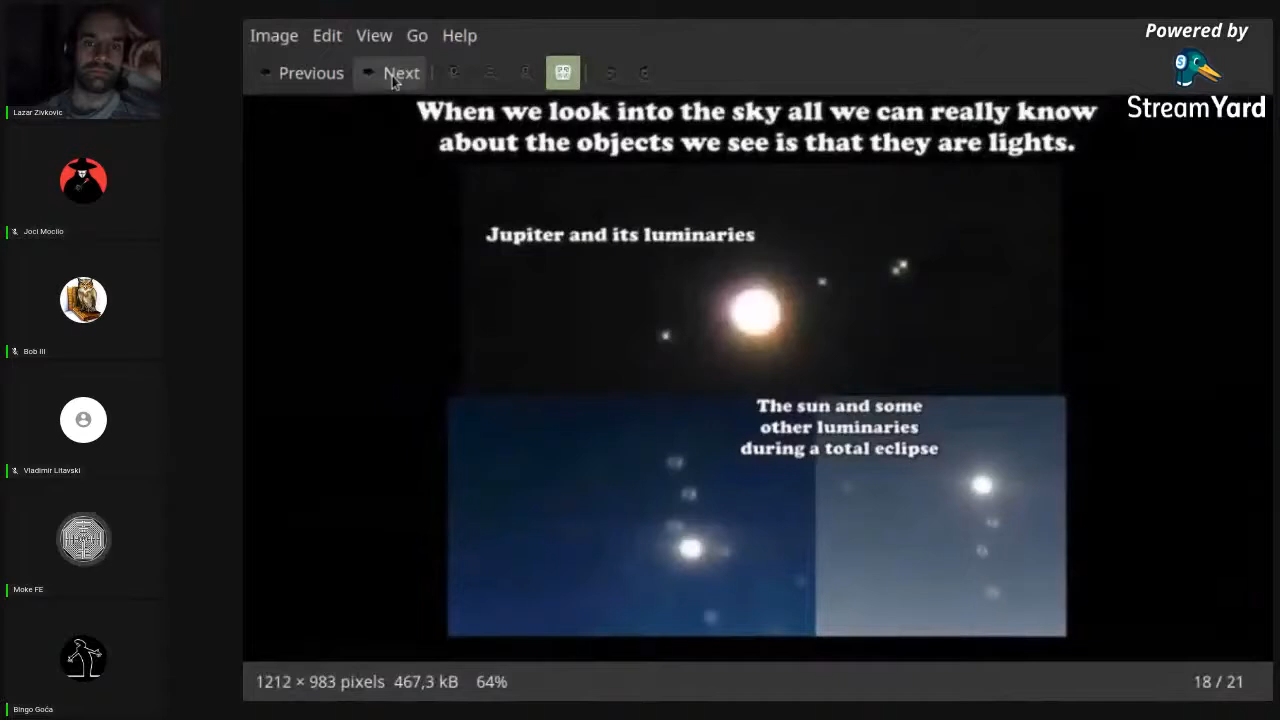 Image Edit View Go Help
Previous Next
Powered by
StreamYard
When we look into the sky all we can really know
about the objects we see is that they are lights.
Jupiter and its luminaries
The sun and some
other luminaries
during a total eclipse
1212 × 983 pixels 467,3 kB 64%
18 / 21
Lazar Zivkovic
Joci Mocilo
Bob III
Vladimir Litavski
Moke FE
Bingo Goća